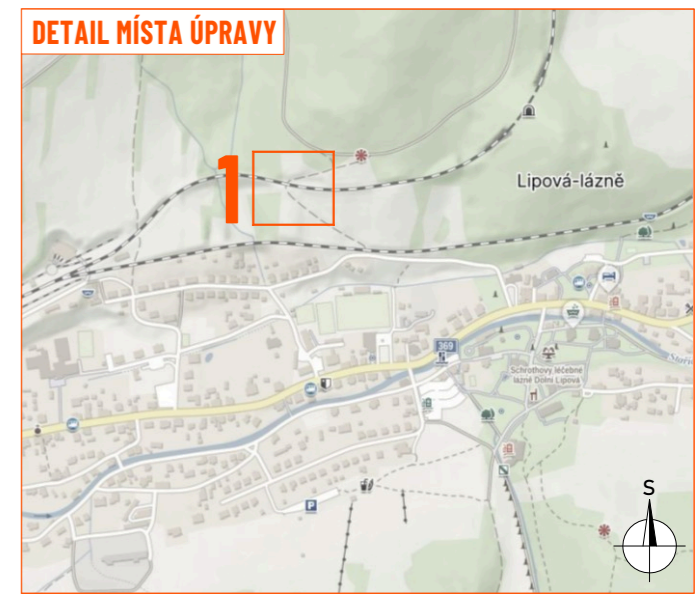 DETAIL MÍSTA ÚPRAVY
1
Lipová-lázně
369
Schrothovy léčebné
lázně Dolní Lipová
P
S